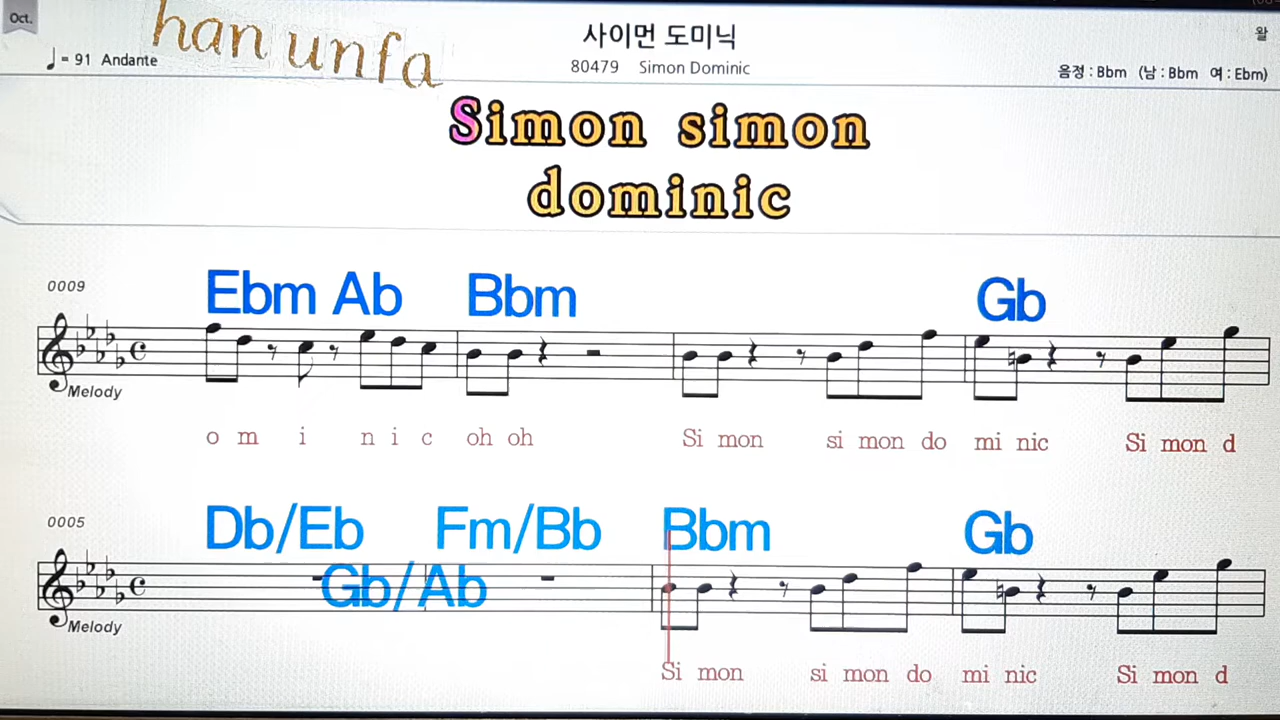 Oct.
han unfa
사이먼 도미닉
왈
♩ = 91 Andante
80479 Simon Dominic
음정 : Bbm (남 : Bbm 여 : Ebm)
Simon simon
dominic
0009
Ebm Ab Bbm Gb
Melody
o m i n i c oh oh Si mon si mon do mi nic Si mon d
0005
Db/Eb Fm/Bb Bbm Gb
Gb/Ab
Melody
Si mon si mon do mi nic Si mon d